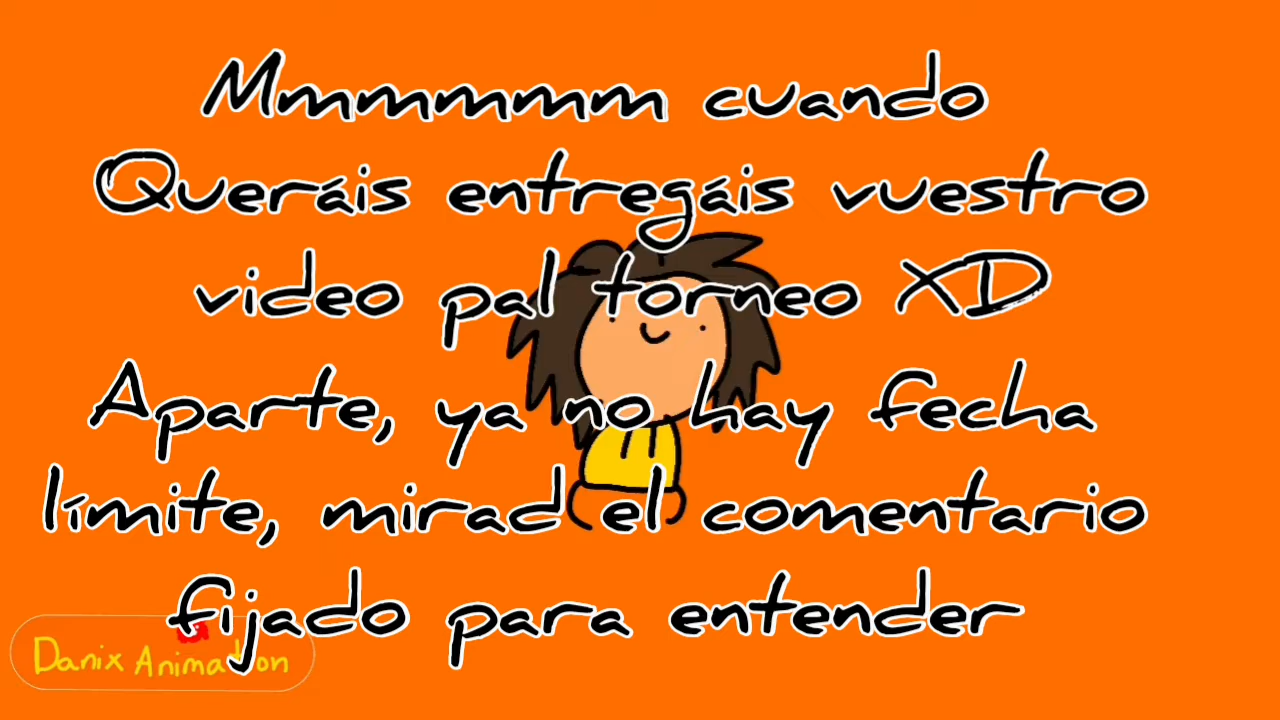 Mmmmmmm cuando
Queráis entregáis vuestro
video pal torneo XD
Aparte, ya no hay fecha
límite, mirad el comentario
fijado para entender
Danix Animation